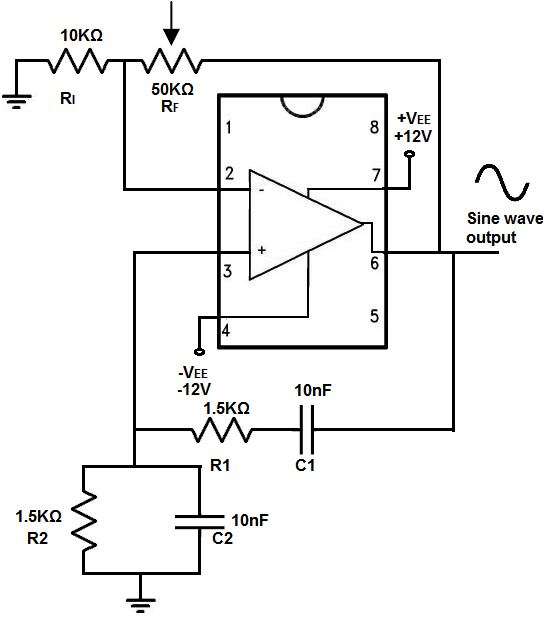 10KΩ
RI
50KΩ
RF
1
8
+VEE
+12V
2
-
7
Sine wave
output
+
3
6
4
5
-VEE
-12V
10nF
1.5KΩ
R1
C1
1.5KΩ
R2
10nF
C2